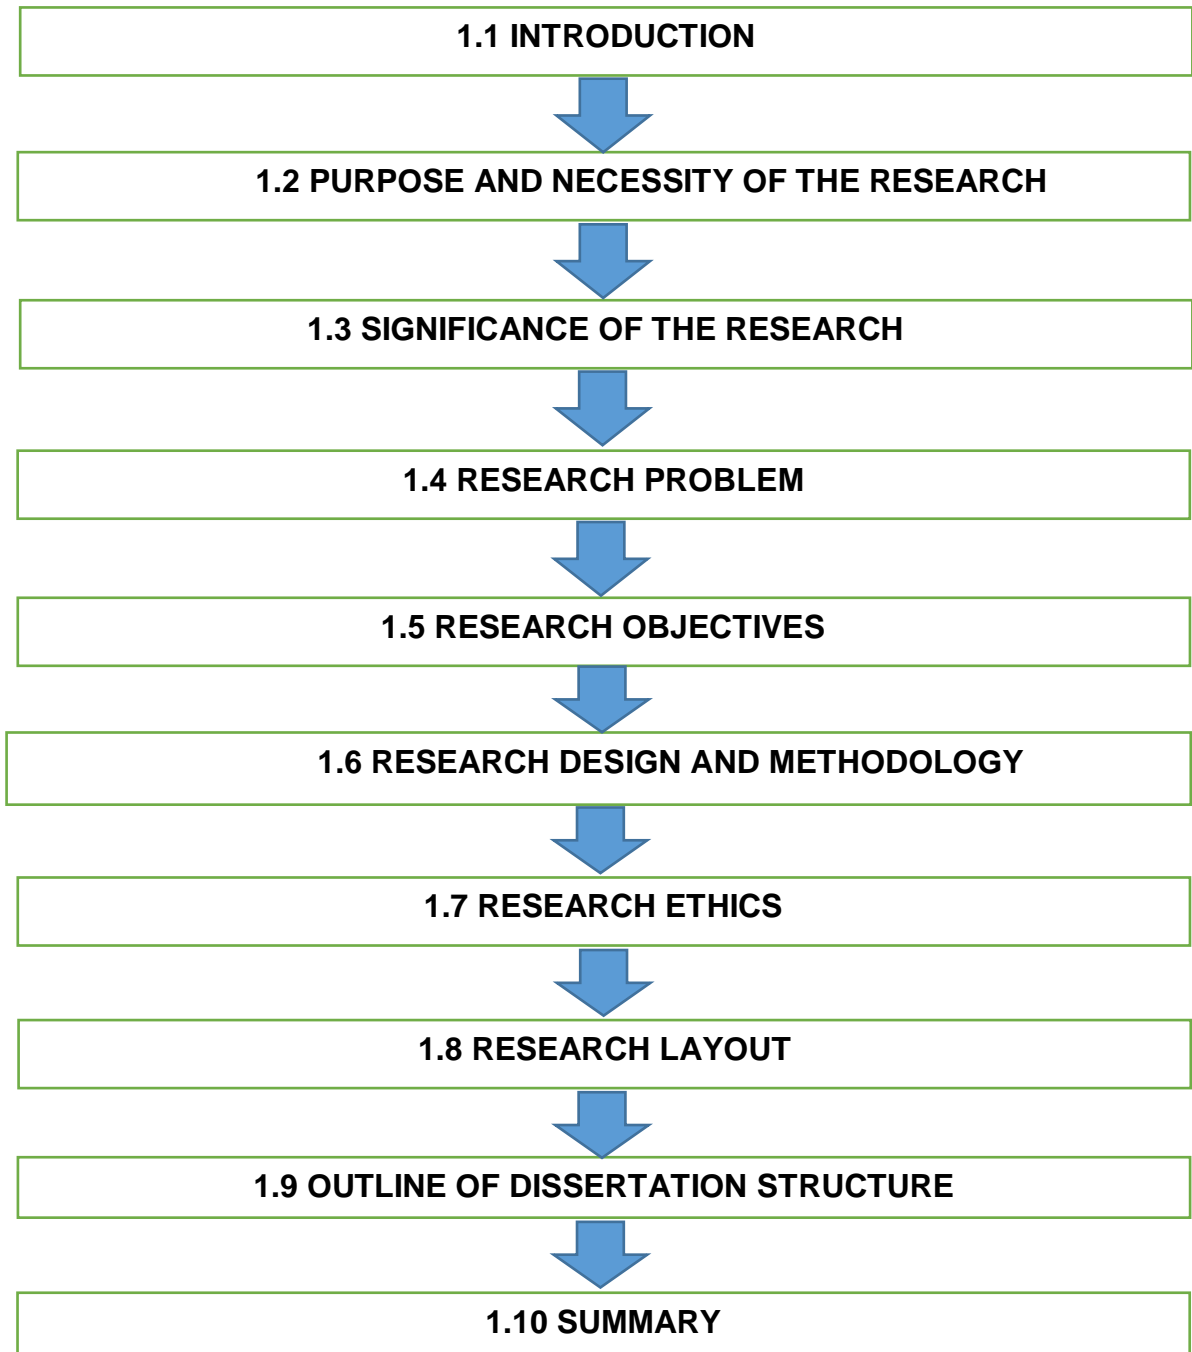 1.1 INTRODUCTION
1.2 PURPOSE AND NECESSITY OF THE RESEARCH
1.3 SIGNIFICANCE OF THE RESEARCH
1.4 RESEARCH PROBLEM
1.5 RESEARCH OBJECTIVES
1.6 RESEARCH DESIGN AND METHODOLOGY
1.7 RESEARCH ETHICS
1.8 RESEARCH LAYOUT
1.9 OUTLINE OF DISSERTATION STRUCTURE
1.10 SUMMARY